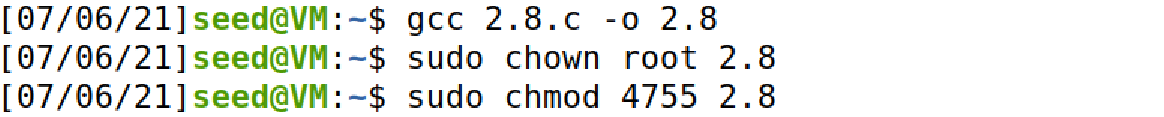 [07/06/21]seed@VM:~$ gcc 2.8.c -o 2.8
[07/06/21]seed@VM:~$ sudo chown root 2.8
[07/06/21]seed@VM:~$ sudo chmod 4755 2.8